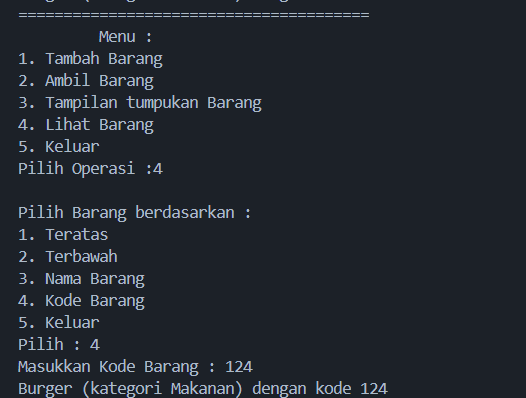 =======================================
Menu :
1. Tambah Barang
2. Ambil Barang
3. Tampilan tumpukan Barang
4. Lihat Barang
5. Keluar
Pilih Operasi :4
Pilih Barang berdasarkan :
1. Teratas
2. Terbawah
3. Nama Barang
4. Kode Barang
5. Keluar
Pilih : 4
Masukkan Kode Barang : 124
Burger (kategori Makanan) dengan kode 124